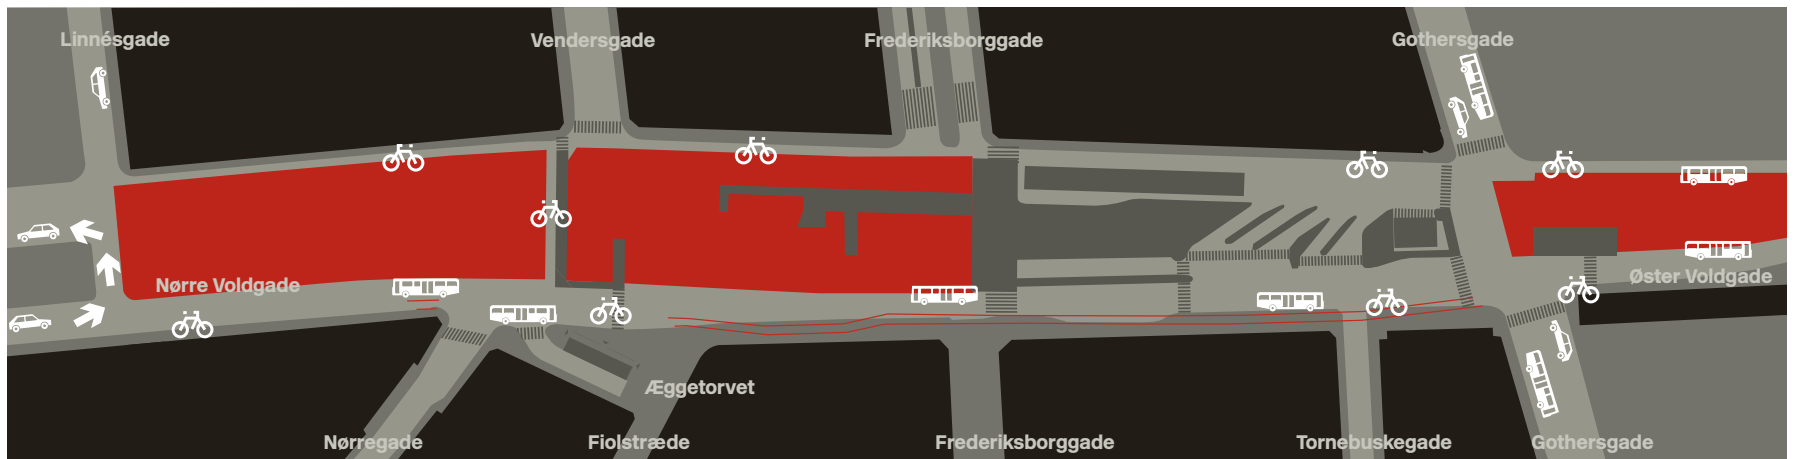 Linnésgade
Vendersgade
Frederiksborggade
Gothersgade
Nørre Voldgade
Øster Voldgade
Æggetorvet
Nørregade
Fiolstræde
Frederiksborggade
Tornebuskegade
Gothersgade